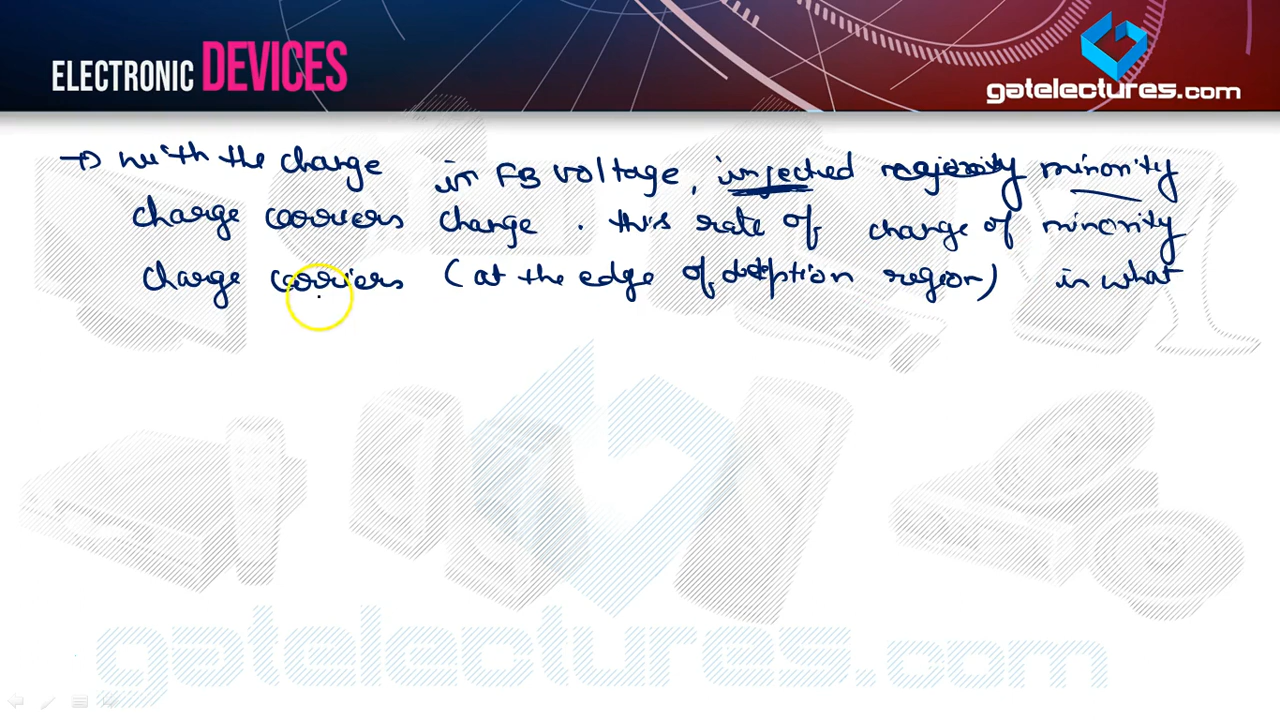 ELECTRONIC DEVICES
gatelectures.com
→ with the charge in FB voltage, injected majority minority
charge carriers change. this rate of change of minority
charge carriers (at the edge of depletion region) in what
gatelectures.com